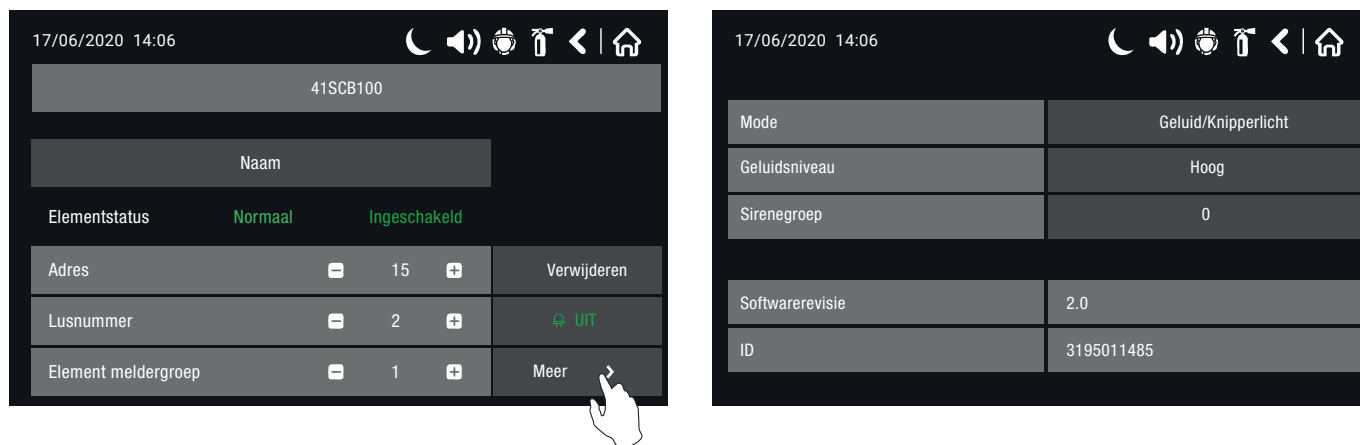 17/06/2020 14:06
41SCB100
Naam
Elementstatus Normaal Ingeschakeld
Adres 15 Verwijderen
Lusnummer 2 UIT
Element meldergroep 1 Meer
17/06/2020 14:06
Mode Geluid/Knipperlicht
Geluidsniveau Hoog
Sirenegroep 0
Softwarerevisie 2.0
ID 3195011485